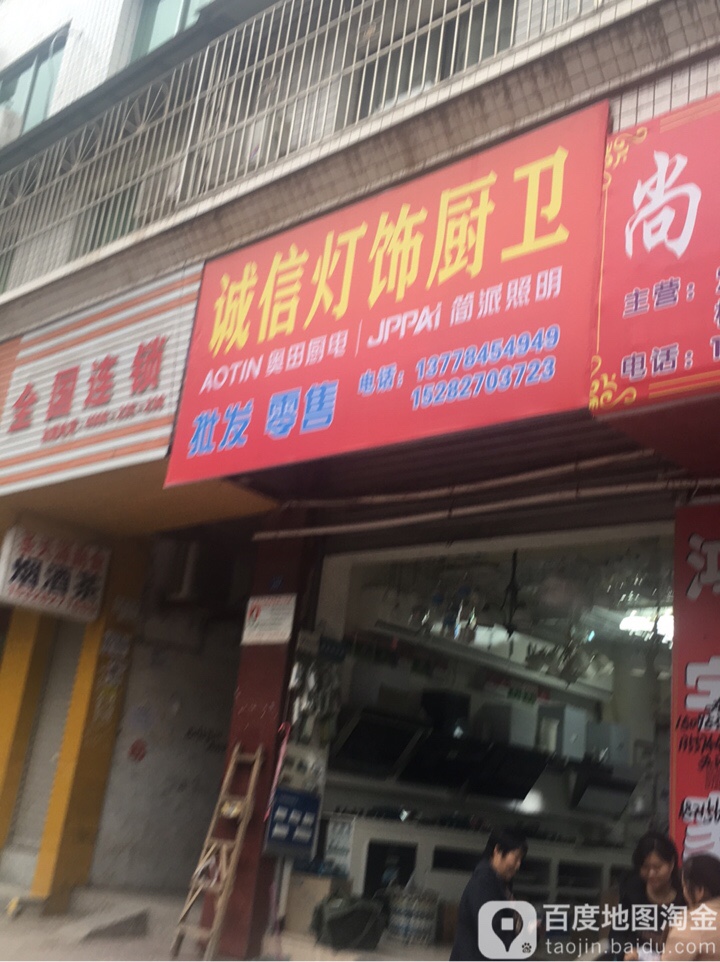 诚信灯饰厨卫
AOTIN 奥田厨电 | JPPAi 简派照明
批发 零售
电话：13778454949
15282703723
全国连锁
烟酒茶
尚
主营：
电话：1
百度地图淘金
taojin.baidu.com